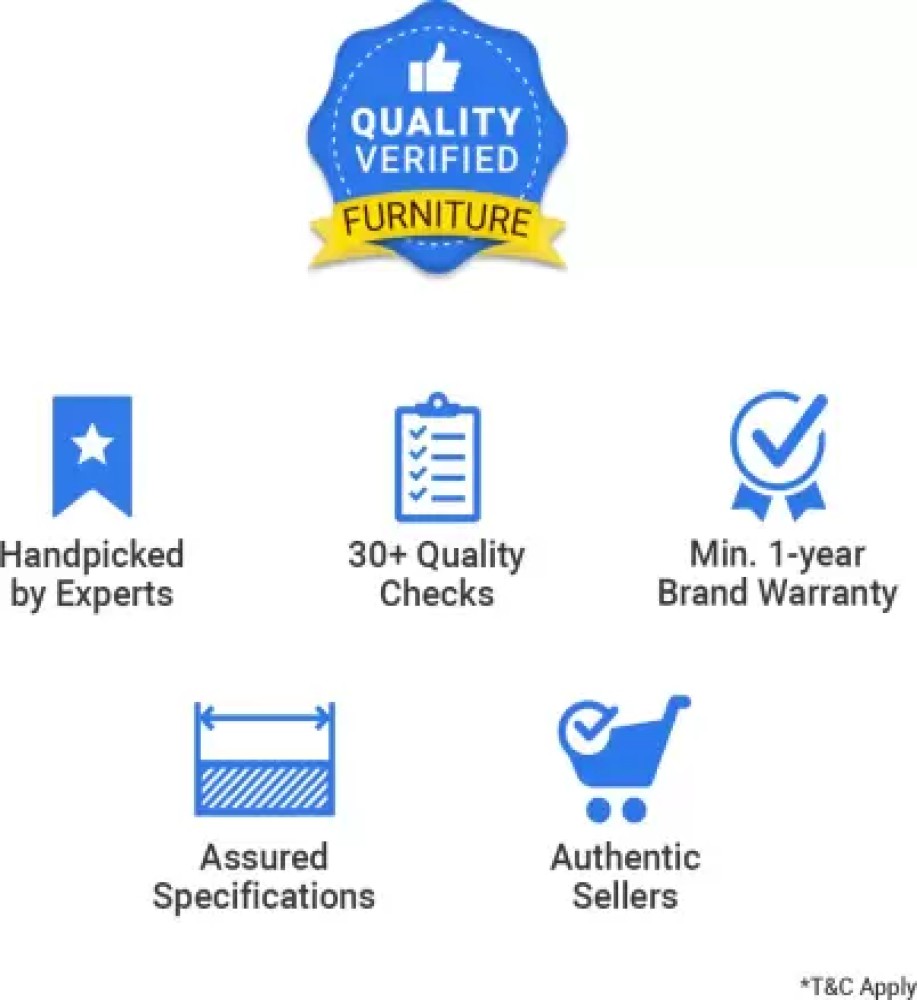 QUALITY
VERIFIED
FURNITURE
Handpicked
by Experts
30+ Quality
Checks
Min. 1-year
Brand Warranty
Assured
Specifications
Authentic
Sellers
*T&C Apply